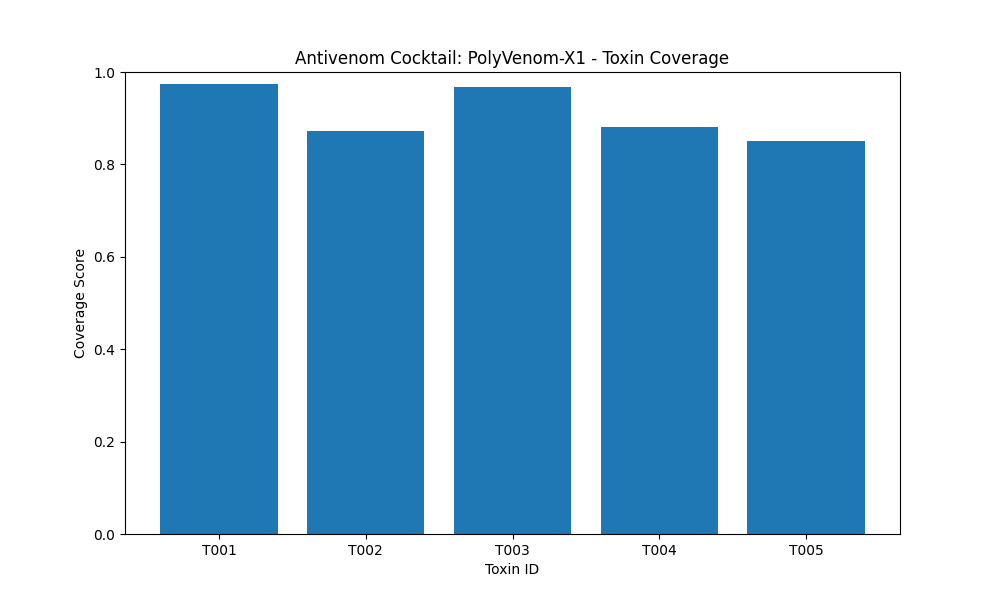 Antivenom Cocktail: PolyVenom-X1 - Toxin Coverage
1.0
0.8
0.6
0.4
0.2
0.0
Coverage Score
T001 T002 T003 T004 T005
Toxin ID